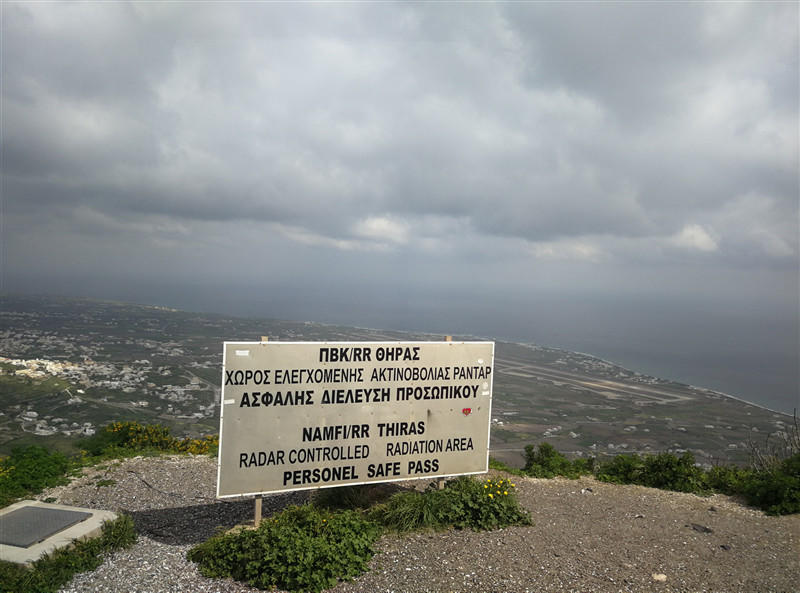 ΠΒΚ/RR ΘΗΡΑΣ
ΧΩΡΟΣ ΕΛΕΓΧΟΜΕΝΗΣ ΑΚΤΙΝΟΒΟΛΙΑΣ ΡΑΝΤΑΡ
ΑΣΦΑΛΗΣ ΔΙΕΛΕΥΣΗ ΠΡΟΣΩΠΙΚΟΥ
NAMFI/RR THIRAS
RADAR CONTROLLED RADIATION AREA
PERSONEL SAFE PASS